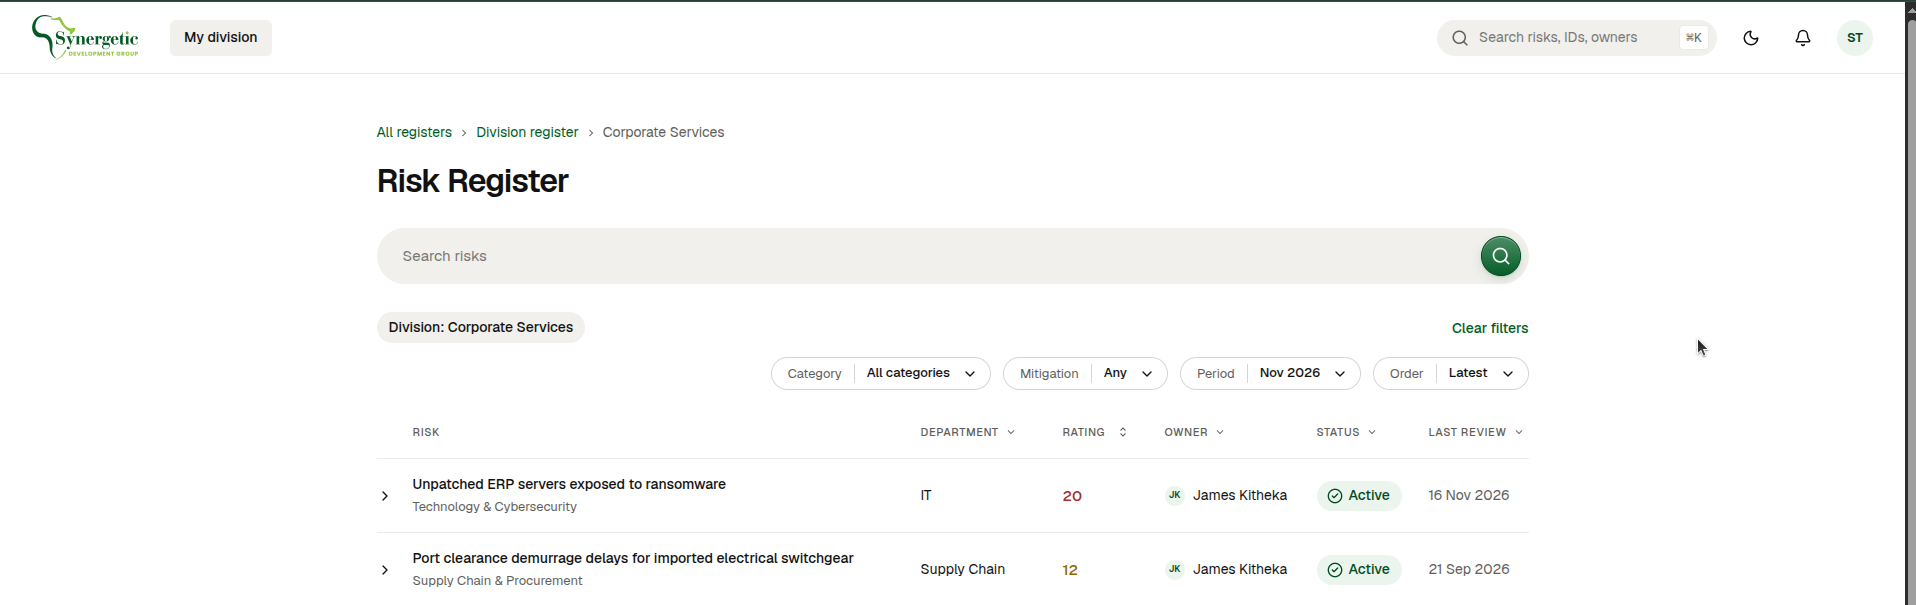 Synergetic
DEVELOPMENT GROUP
My division
Search risks, IDs, owners
⌘K
ST
All registers › Division register › Corporate Services
Risk Register
Search risks
Division: Corporate Services
Clear filters
Category All categories
Mitigation Any
Period Nov 2026
Order Latest
RISK DEPARTMENT RATING OWNER STATUS LAST REVIEW
Unpatched ERP servers exposed to ransomware
Technology & Cybersecurity
IT 20 JK James Kitheka Active 16 Nov 2026
Port clearance demurrage delays for imported electrical switchgear
Supply Chain & Procurement
Supply Chain 12 JK James Kitheka Active 21 Sep 2026